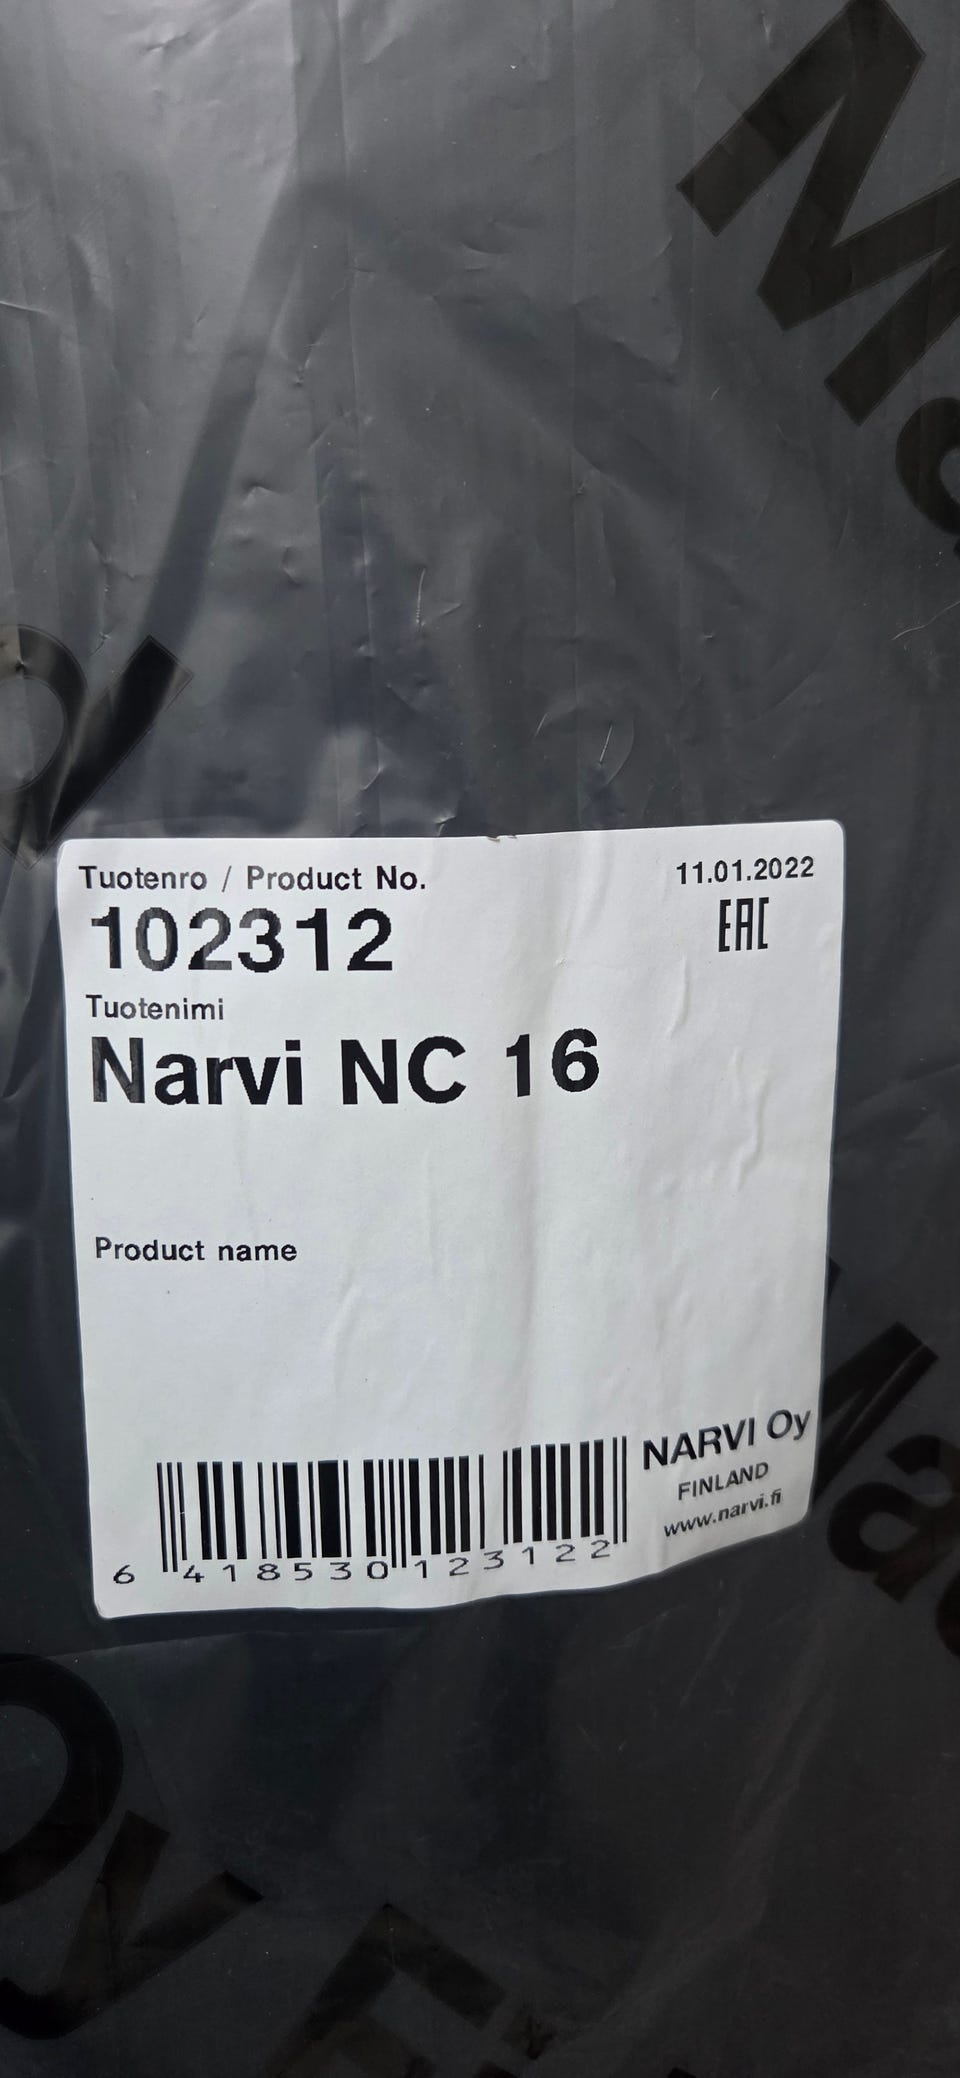 Tuotenro / Product No.
11.01.2022
102312
EAC
Tuotenimi
Narvi NC 16
Product name
NARVI Oy
FINLAND
www.narvi.fi
6 418530 123122